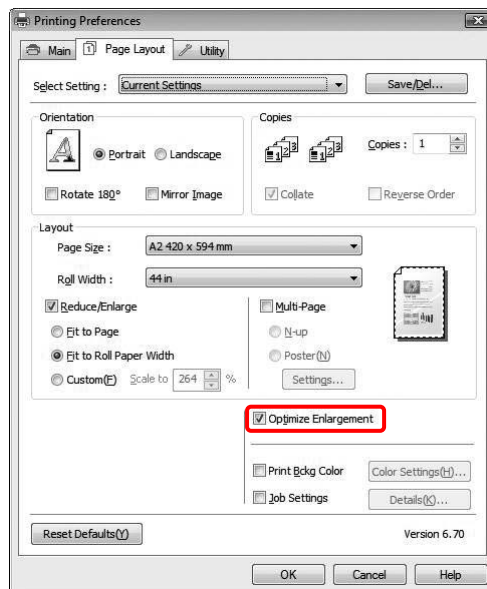 Printing Preferences
Main Page Layout Utility
Select Setting : Current Settings Save/Del...
Orientation
A
Portrait Landscape
Rotate 180° Mirror Image
Copies
Copies : 1
Collate Reverse Order
Layout
Page Size : A2 420 x 594 mm
Roll Width : 44 in
Reduce/Enlarge
Fit to Page
Fit to Roll Paper Width
Custom(F) Scale to 264 %
Multi-Page
N-up
Poster(N)
Settings...
Optimize Enlargement
Print Bckg Color Color Settings(H)...
Job Settings Details(K)...
Reset Defaults(Y) Version 6.70
OK Cancel Help